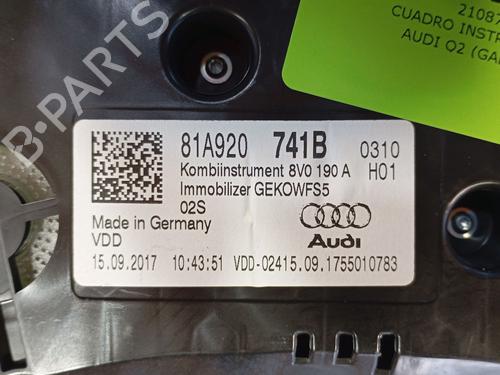 21087
CUADRO INSTR
AUDI Q2 (GA
81A920 741B 0310
Kombiinstrument 8V0 190 A H01
Immobilizer GEKOWFS5
02S
Made in Germany
VDD
Audi
15.09.2017 10:43:51 VDD-02415.09.1755010783
B-PARTS